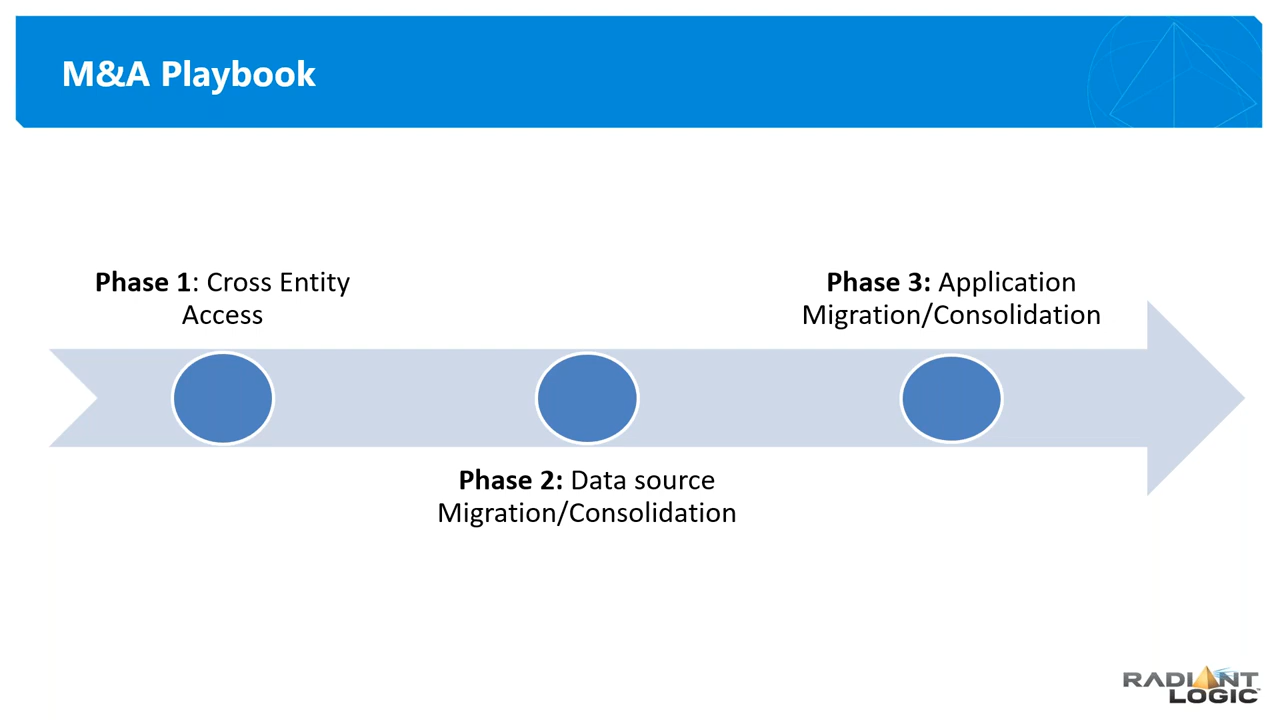 M&A Playbook
Phase 1: Cross Entity
Access
Phase 3: Application
Migration/Consolidation
Phase 2: Data source
Migration/Consolidation
RADIANT
LOGIC